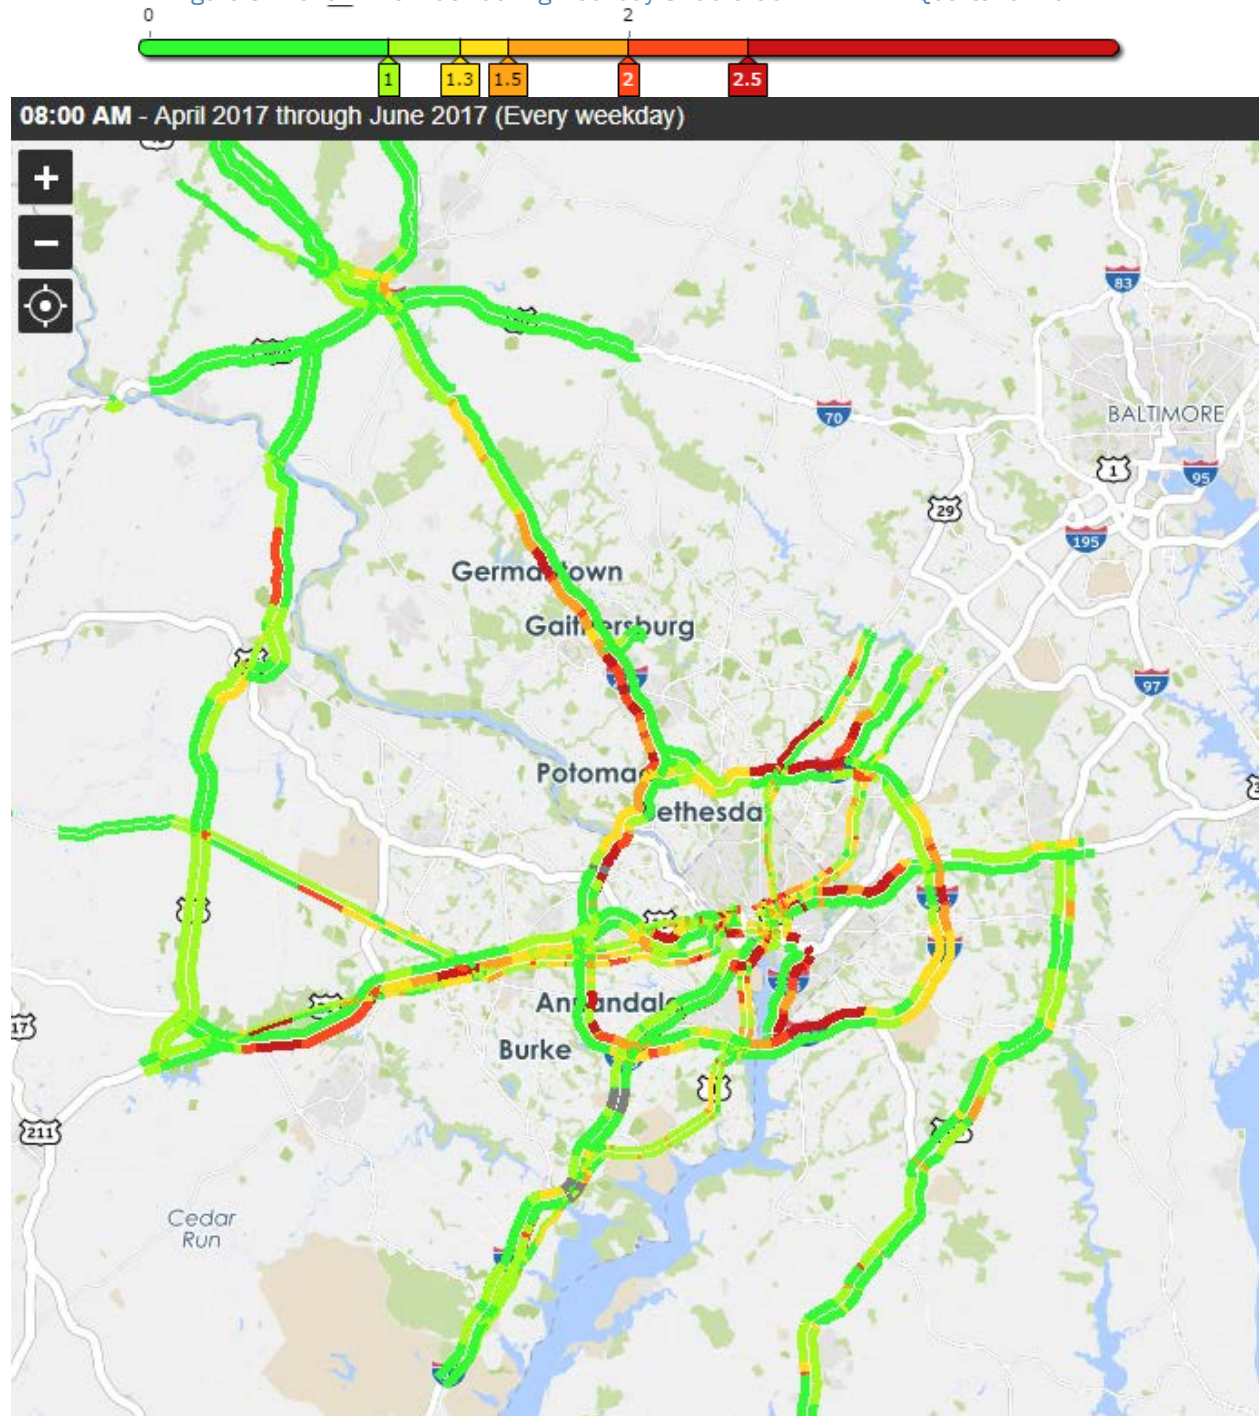 0 2
1 1.3 1.5 2 2.5
08:00 AM - April 2017 through June 2017 (Every weekday)
+
−
83
70
BALTIMORE
1
95
29
195
Germantown
Gaithersburg
97
Potomac
Bethesda
Annandale
17
Burke
1
211
Cedar
Run